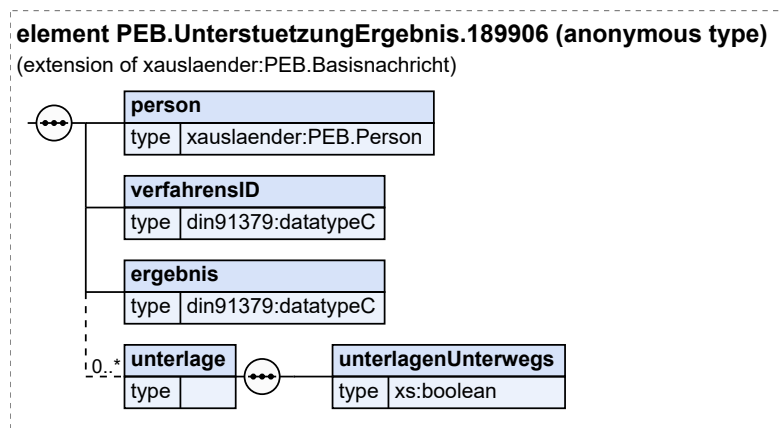 element PEB.UnterstuetzungErgebnis.189906 (anonymous type)
(extension of xauslaender:PEB.Basisnachricht)
person
type xauslaender:PEB.Person
verfahrensID
type din91379:datatypeC
ergebnis
type din91379:datatypeC
0..* unterlage unterlagenUnterwegs
type type xs:boolean